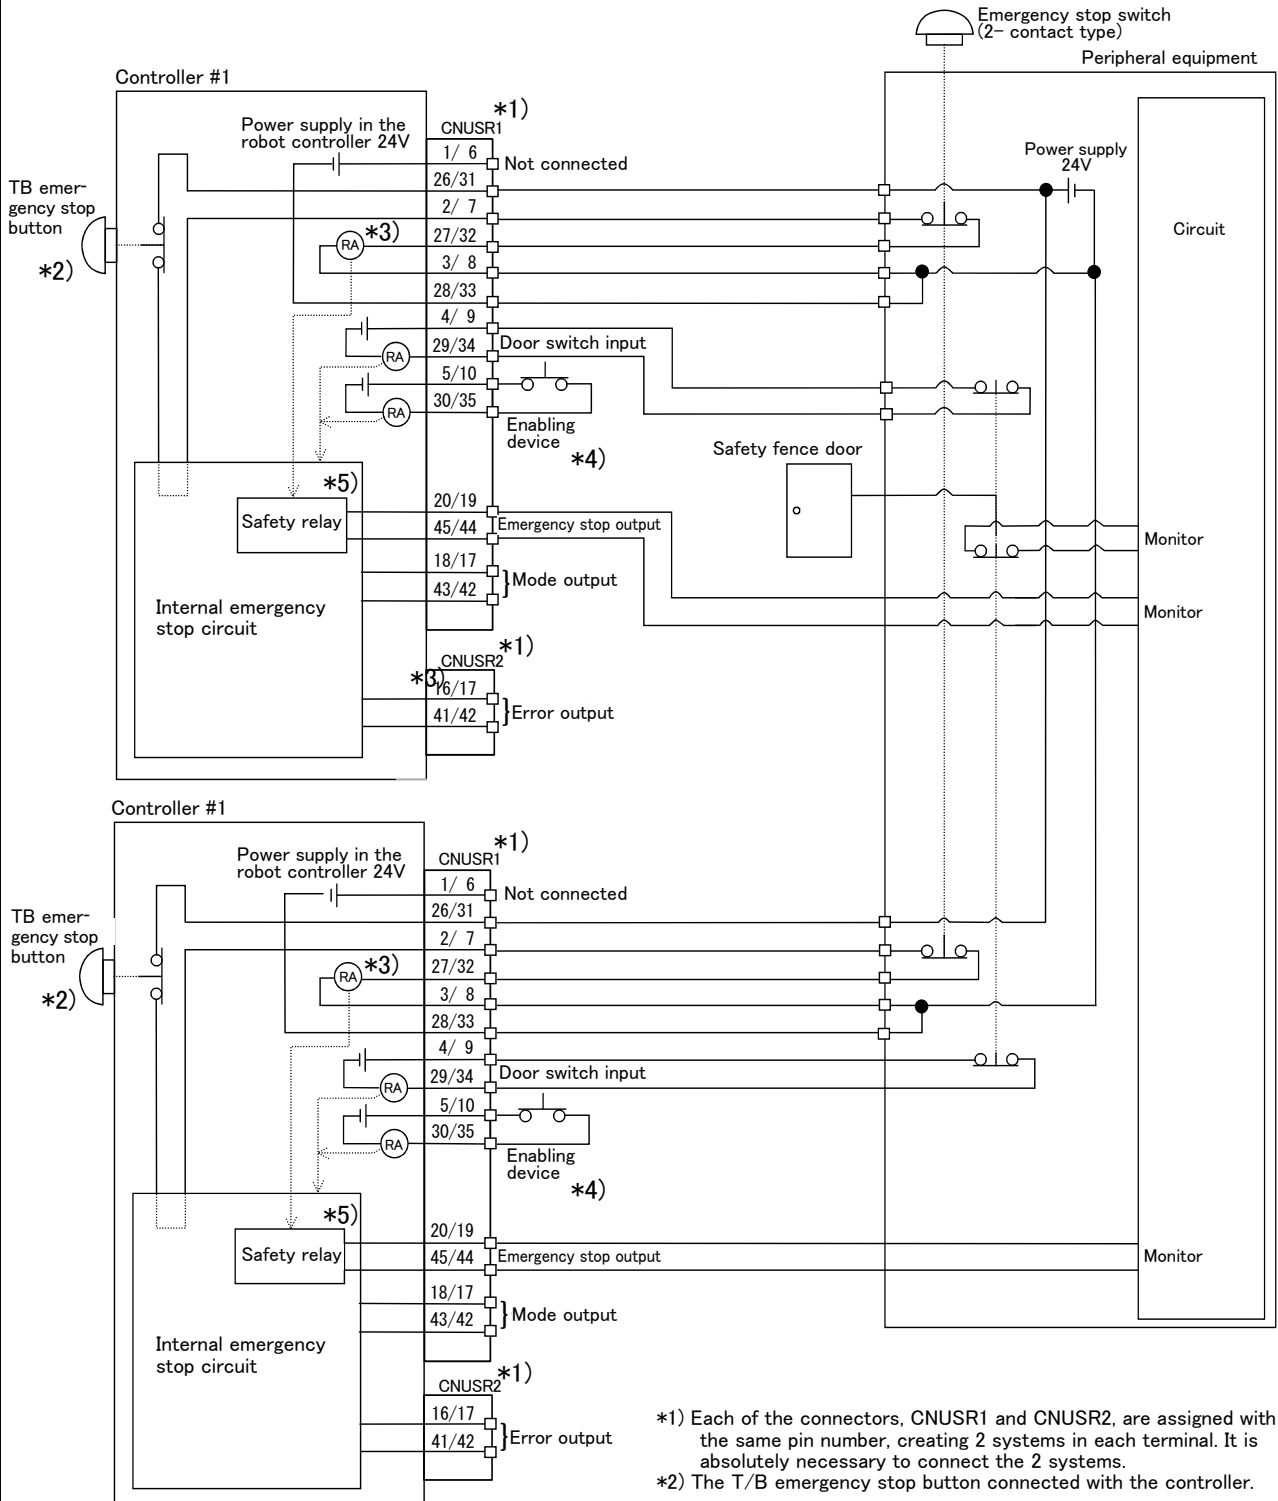 Emergency stop switch
(2- contact type)
Peripheral equipment
Controller #1
*1)
CNUSR1
Power supply in the
robot controller 24V
1/ 6
Not connected
26/31
2/ 7
TB emer-
gency stop
button
*2)
RA
*3)
27/32
3/ 8
28/33
4/ 9
RA
29/34
Door switch input
5/10
RA
30/35
Enabling
device
*4)
Power supply
24V
Circuit
Safety fence door
*5)
Safety relay
20/19
45/44
Emergency stop output
18/17
43/42
}Mode output
Internal emergency
stop circuit
Monitor
Monitor
*1)
CNUSR2
*3)
16/17
41/42
}Error output
Controller #1
*1)
CNUSR1
Power supply in the
robot controller 24V
1/ 6
Not connected
26/31
2/ 7
TB emer-
gency stop
button
*2)
RA
*3)
27/32
3/ 8
28/33
4/ 9
RA
29/34
Door switch input
5/10
RA
30/35
Enabling
device
*4)
*5)
Safety relay
20/19
45/44
Emergency stop output
Monitor
18/17
43/42
}Mode output
Internal emergency
stop circuit
*1)
CNUSR2
16/17
41/42
}Error output
*1) Each of the connectors, CNUSR1 and CNUSR2, are assigned with
the same pin number, creating 2 systems in each terminal. It is
absolutely necessary to connect the 2 systems.
*2) The T/B emergency stop button connected with the controller.